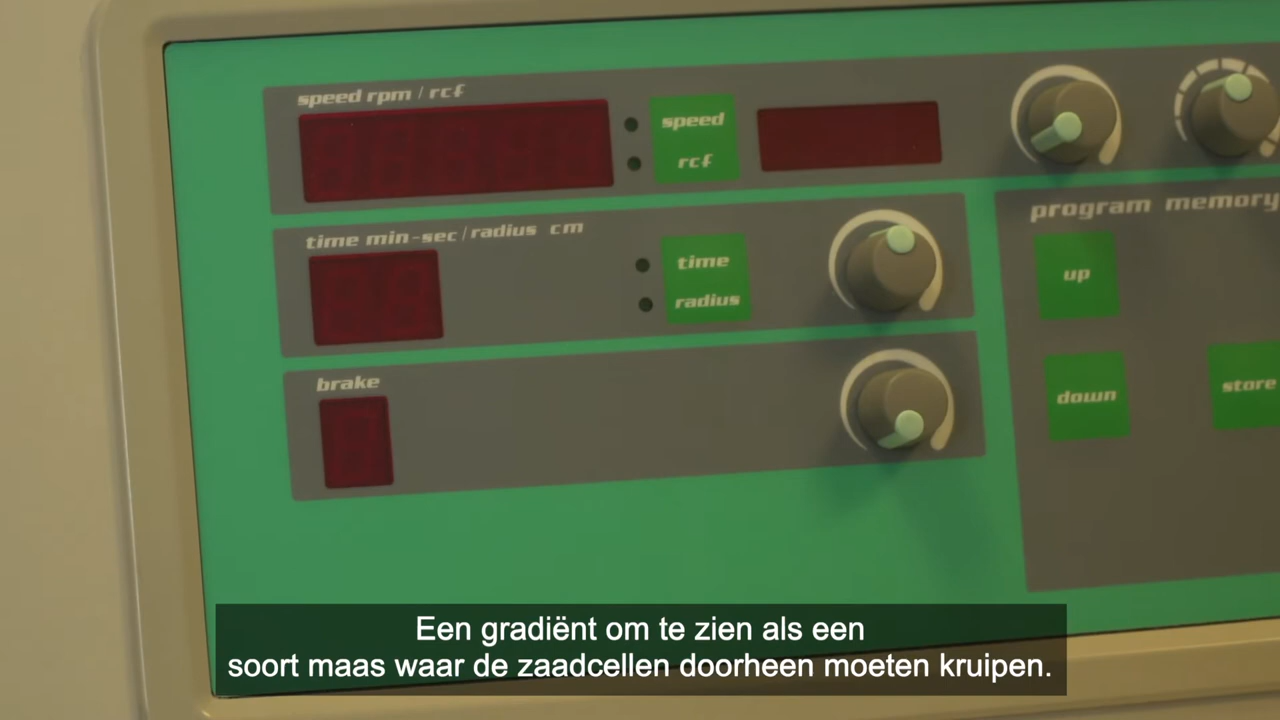 speed rpm / rcf
speed
rcf
time min-sec/radius cm
time
radius
program memory
up
brake
down
store
Een gradiënt om te zien als een
soort maas waar de zaadcellen doorheen moeten kruipen.